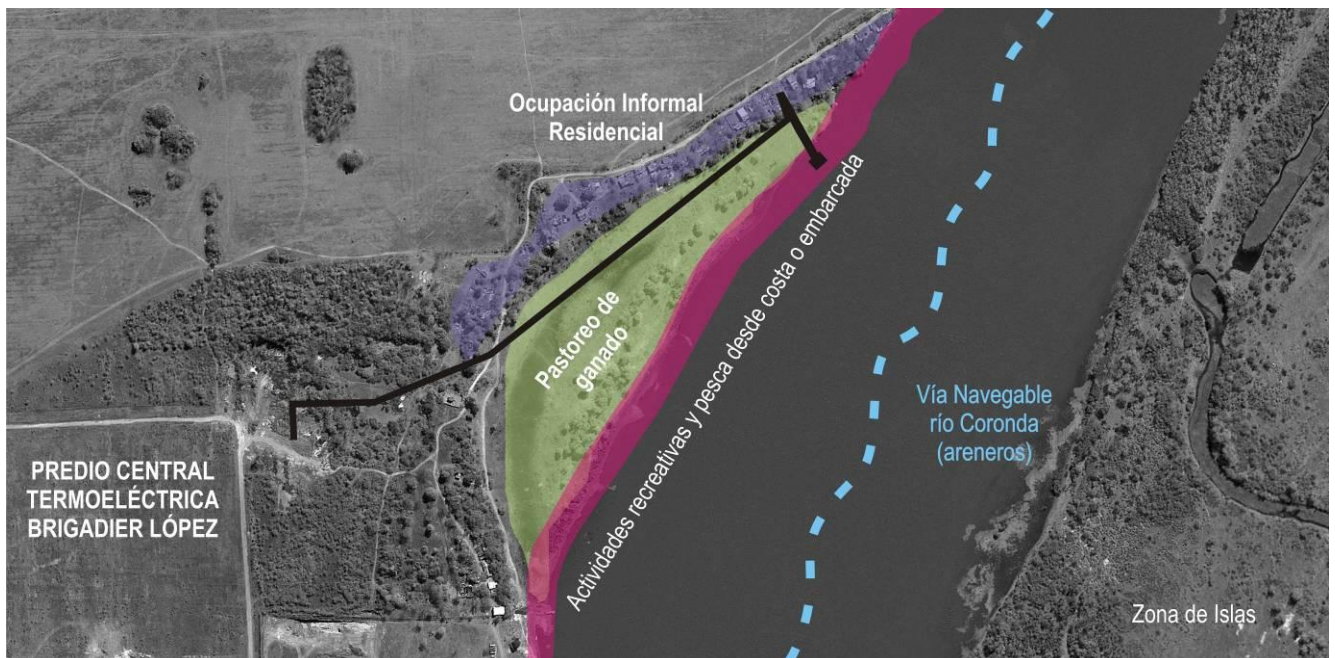 Ocupación Informal
Residencial
Pastoreo de
ganado
Actividades recreativas y pesca desde costa o embarcada
Vía Navegable
río Coronda
(areneros)
PREDIO CENTRAL
TERMOELÉCTRICA
BRIGADIER LÓPEZ
Zona de Islas